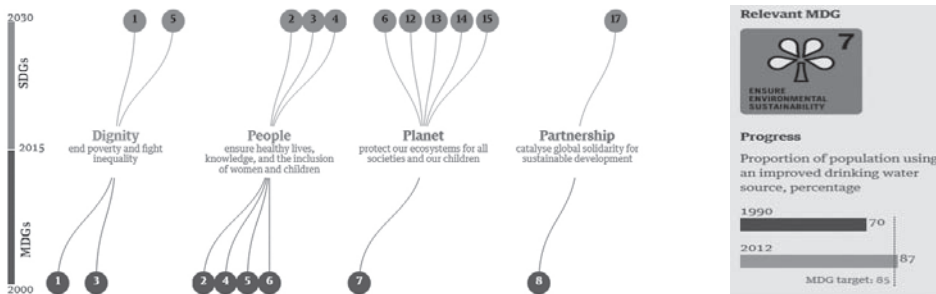 2030
SDGs
2015
MDGs
2000
1
5
2
3
4
6
12
13
14
15
17
Dignity
end poverty and fight
inequality
People
ensure healthy lives,
knowledge, and the inclusion
of women and children
Planet
protect our ecosystems for all
societies and our children
Partnership
catalyse global solidarity for
sustainable development
1
3
2
4
5
6
7
8
Relevant MDG
7
ENSURE
ENVIRONMENTAL
SUSTAINABILITY
Progress
Proportion of population using
an improved drinking water
source, percentage
1990
70
2012
87
MDG target: 85